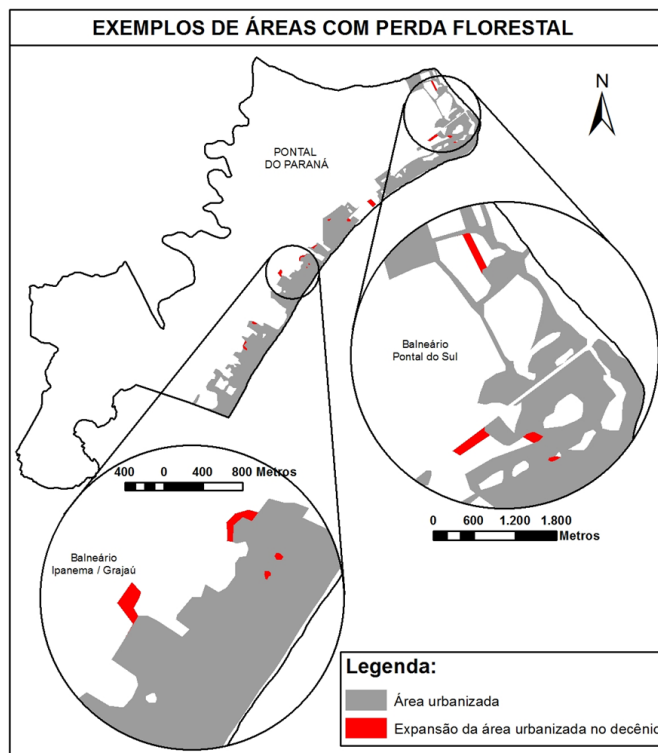 EXEMPLOS DE ÁREAS COM PERDA FLORESTAL
N
PONTAL
DO PARANÁ
Balneário
Pontal do Sul
400 0 400 800 Metros
0 600 1.200 1.800
Metros
Balneário
Ipanema / Grajaú
Legenda:
Área urbanizada
Expansão da área urbanizada no decênio